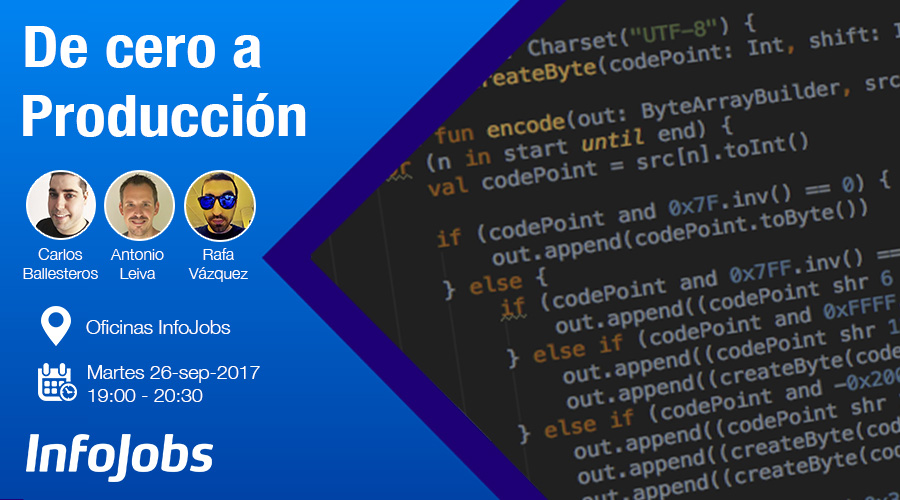 De cero a
Producción
Carlos
Ballesteros
Antonio
Leiva
Rafa
Vázquez
Oficinas InfoJobs
Martes 26-sep-2017
19:00 - 20:30
InfoJobs
Charset("UTF-8") {
createByte(codePoint: Int, shift: I
fun encode(out: ByteArrayBuilder, src
(n in start until end) {
val codePoint = src[n].toInt()
if (codePoint and 0x7F.inv() == 0) {
out.append(codePoint.toByte())
} else {
if (codePoint and 0x7FF.inv() ==
out.append((codePoint shr 6
} else if (codePoint and 0xFFFF
out.append((codePoint shr 1
out.append((createByte(code
} else if (codePoint and -0x200
out.append((codePoint shr
out.append((createByte(cod
out.append((createByte(co